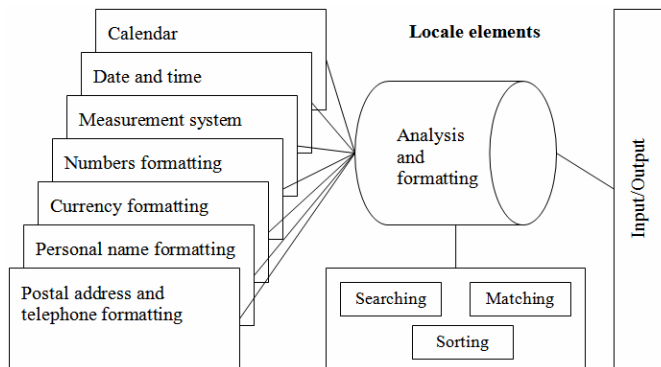 Calendar
Date and time
Measurement system
Numbers formatting
Currency formatting
Personal name formatting
Postal address and
telephone formatting
Locale elements
Analysis
and
formatting
Searching
Matching
Sorting
Input/Output